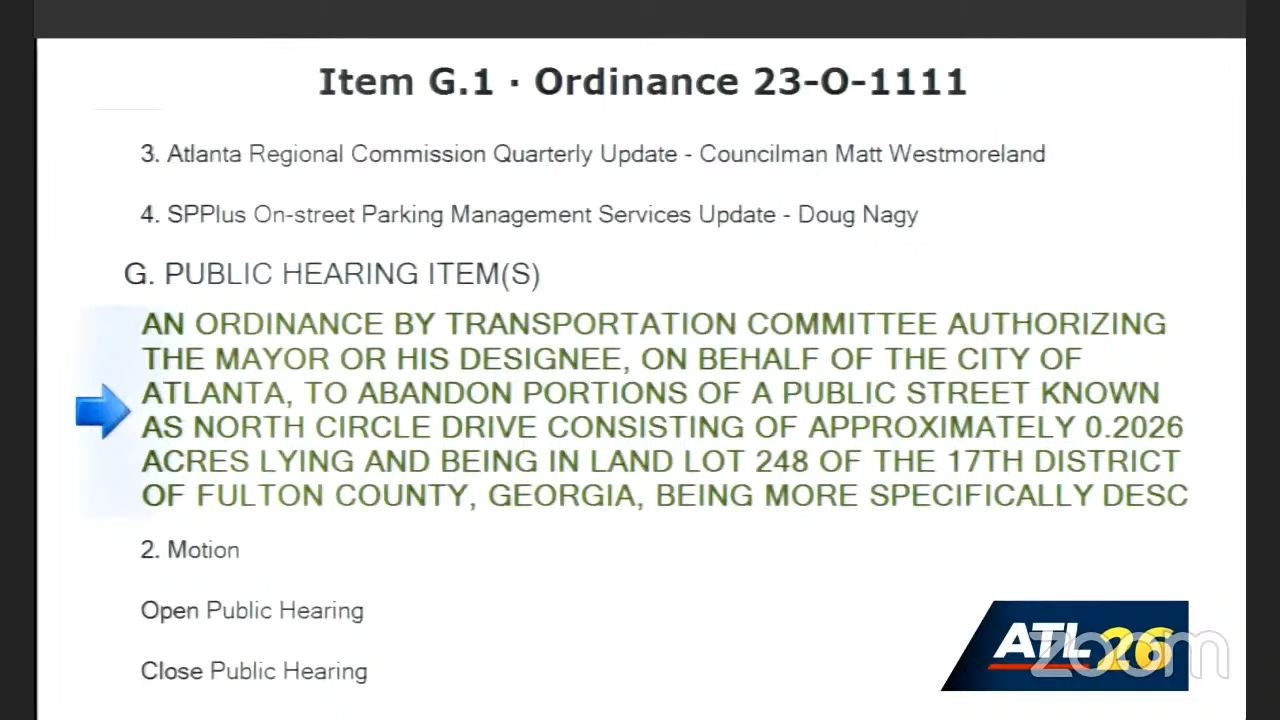 Item G.1 · Ordinance 23-O-1111
3. Atlanta Regional Commission Quarterly Update - Councilman Matt Westmoreland
4. SPPlus On-street Parking Management Services Update - Doug Nagy
G. PUBLIC HEARING ITEM(S)
AN ORDINANCE BY TRANSPORTATION COMMITTEE AUTHORIZING
THE MAYOR OR HIS DESIGNEE, ON BEHALF OF THE CITY OF
ATLANTA, TO ABANDON PORTIONS OF A PUBLIC STREET KNOWN
AS NORTH CIRCLE DRIVE CONSISTING OF APPROXIMATELY 0.2026
ACRES LYING AND BEING IN LAND LOT 248 OF THE 17TH DISTRICT
OF FULTON COUNTY, GEORGIA, BEING MORE SPECIFICALLY DESC
2. Motion
Open Public Hearing
Close Public Hearing
ATL26
zoom